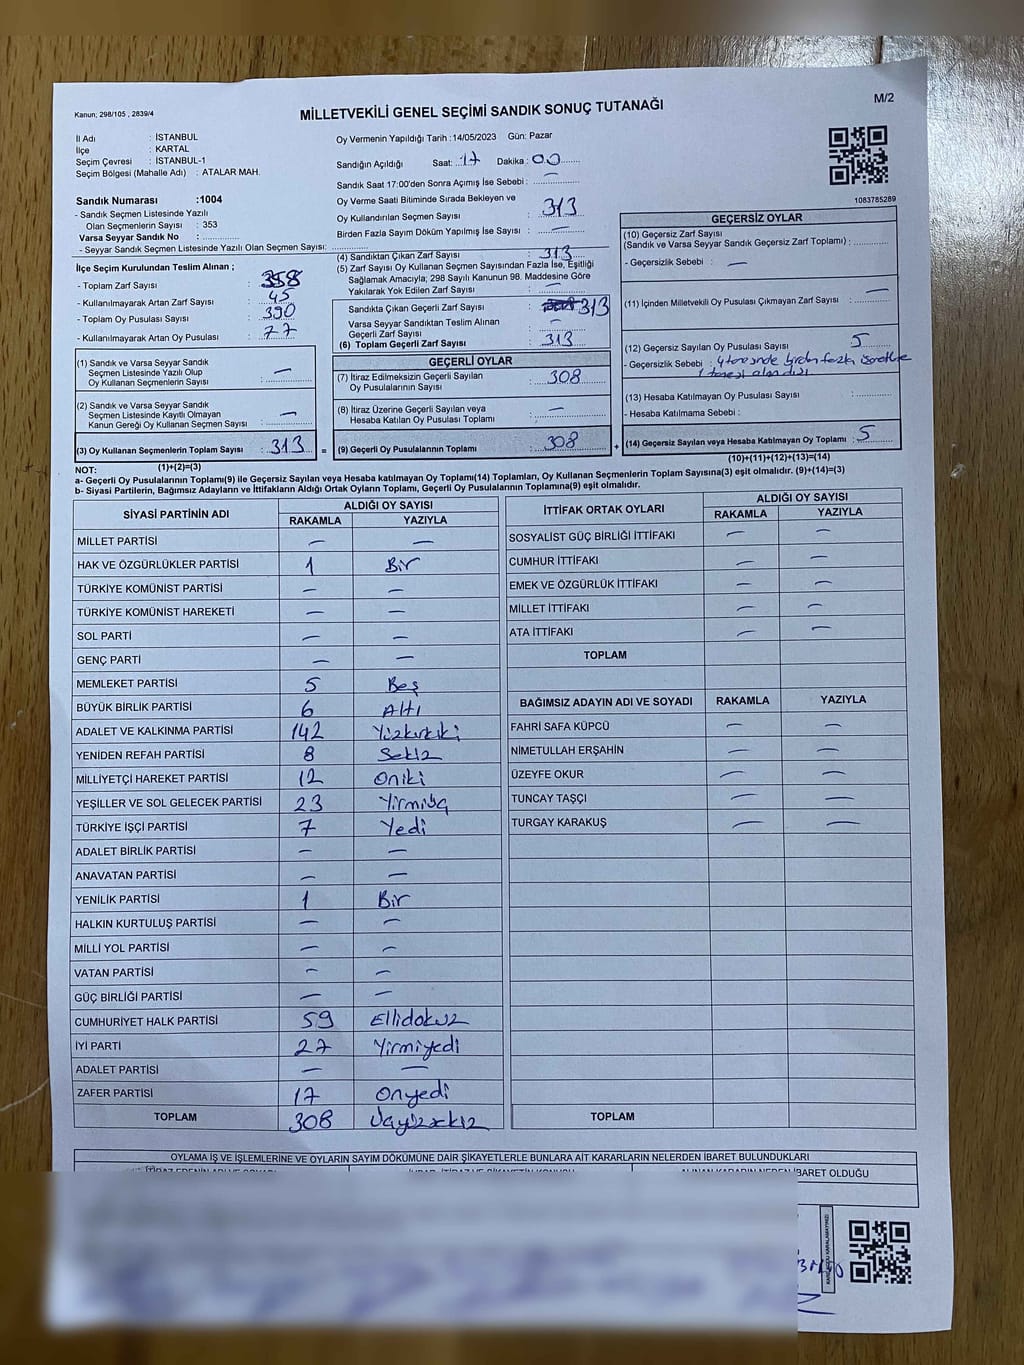 Kanun; 298/105 , 2839/4
MİLLETVEKİLİ GENEL SEÇİMİ SANDIK SONUÇ TUTANAĞI
M/2
İl Adı : İSTANBUL
İlçe : KARTAL
Seçim Çevresi : İSTANBUL-1
Seçim Bölgesi (Mahalle Adı) : ATALAR MAH.
Oy Vermenin Yapıldığı Tarih : 14/05/2023 Gün: Pazar
Sandığın Açıldığı Saat: 17 Dakika : 00
Sandık Saat 17:00'den Sonra Açımış İse Sebebi : —
Sandık Numarası :1004
- Sandık Seçmen Listesinde Yazılı
Olan Seçmenlerin Sayısı : 353
Varsa Seyyar Sandık No :
- Seyyar Sandık Seçmen Listesinde Yazılı Olan Seçmen Sayısı:
Oy Verme Saati Bitiminde Sırada Bekleyen ve
Oy Kullandırılan Seçmen Sayısı : 313
Birden Fazla Sayım Döküm Yapılmış İse Sayısı : —
1083785289
İlçe Seçim Kurulundan Teslim Alınan ;
- Toplam Zarf Sayısı : 358
- Kullanılmayarak Artan Zarf Sayısı : 45
- Toplam Oy Pusulası Sayısı : 390
- Kullanılmayarak Artan Oy Pusulası : 77
(4) Sandıktan Çıkan Zarf Sayısı : 313
(5) Zarf Sayısı Oy Kullanan Seçmen Sayısından Fazla İse, Eşitliği
Sağlamak Amacıyla; 298 Sayılı Kanunun 98. Maddesine Göre
Yakılarak Yok Edilen Zarf Sayısı : —
Sandıkta Çıkan Geçerli Zarf Sayısı : 313
Varsa Seyyar Sandıktan Teslim Alınan
Geçerli Zarf Sayısı : —
(6) Toplam Geçerli Zarf Sayısı : 313
GEÇERSİZ OYLAR
(10) Geçersiz Zarf Sayısı
(Sandık ve Varsa Seyyar Sandık Geçersiz Zarf Toplamı) :
- Geçersizlik Sebebi : —
(11) İçinden Milletvekili Oy Pusulası Çıkmayan Zarf Sayısı : —
(12) Geçersiz Sayılan Oy Pusulası Sayısı : 5
- Geçersizlik Sebebi : 4 tanesinde birden fazla
1 tanesi
(13) Hesaba Katılmayan Oy Pusulası Sayısı :
- Hesaba Katılmama Sebebi :
(14) Geçersiz Sayılan veya Hesaba Katılmayan Oy Toplamı : 5
(10)+(11)+(12)+(13)=(14)
(1) Sandık ve Varsa Seyyar Sandık
Seçmen Listesinde Yazılı Olup
Oy Kullanan Seçmenlerin Sayısı : —
(2) Sandık ve Varsa Seyyar Sandık
Seçmen Listesinde Kayıtlı Olmayan
Kanun Gereği Oy Kullanan Seçmen Sayısı : —
(3) Oy Kullanan Seçmenlerin Toplam Sayısı : 313 =
(1)+(2)=(3)
GEÇERLİ OYLAR
(7) İtiraz Edilmeksizin Geçerli Sayılan
Oy Pusulalarının Sayısı : 308
(8) İtiraz Üzerine Geçerli Sayılan veya
Hesaba Katılan Oy Pusulası Toplamı : —
(9) Geçerli Oy Pusulalarının Toplamı : 308 +
NOT:
a- Geçerli Oy Pusulalarının Toplamı(9) ile Geçersiz Sayılan veya Hesaba katılmayan Oy Toplamı(14) Toplamları, Oy Kullanan Seçmenlerin Toplam Sayısına(3) eşit olmalıdır. (9)+(14)=(3)
b- Siyasi Partilerin, Bağımsız Adayların ve İttifakların Aldığı Ortak Oyların Toplamı, Geçerli Oy Pusulalarının Toplamına(9) eşit olmalıdır.
SİYASİ PARTİNİN ADI ALDIĞI OY SAYISI
RAKAMLA YAZIYLA
MİLLET PARTİSİ — —
HAK VE ÖZGÜRLÜKLER PARTİSİ 1 Bir
TÜRKİYE KOMÜNİST PARTİSİ — —
TÜRKİYE KOMÜNİST HAREKETİ — —
SOL PARTİ — —
GENÇ PARTİ — —
MEMLEKET PARTİSİ 5 Beş
BÜYÜK BİRLİK PARTİSİ 6 Altı
ADALET VE KALKINMA PARTİSİ 142 Yüzkırkiki
YENİDEN REFAH PARTİSİ 8 Sekiz
MİLLİYETÇİ HAREKET PARTİSİ 12 Oniki
YEŞİLLER VE SOL GELECEK PARTİSİ 23 Yirmiüç
TÜRKİYE İŞÇİ PARTİSİ 7 Yedi
ADALET BİRLİK PARTİSİ — —
ANAVATAN PARTİSİ — —
YENİLİK PARTİSİ 1 Bir
HALKIN KURTULUŞ PARTİSİ — —
MİLLİ YOL PARTİSİ — —
VATAN PARTİSİ — —
GÜÇ BİRLİĞİ PARTİSİ — —
CUMHURİYET HALK PARTİSİ 59 Ellidokuz
İYİ PARTİ 27 Yirmiyedi
ADALET PARTİSİ — —
ZAFER PARTİSİ 17 Onyedi
TOPLAM 308 Üçyüzsekiz
İTTİFAK ORTAK OYLARI ALDIĞI OY SAYISI
RAKAMLA YAZIYLA
SOSYALİST GÜÇ BİRLİĞİ İTTİFAKI — —
CUMHUR İTTİFAKI — —
EMEK VE ÖZGÜRLÜK İTTİFAKI — —
MİLLET İTTİFAKI — —
ATA İTTİFAKI — —
TOPLAM
BAĞIMSIZ ADAYIN ADI VE SOYADI RAKAMLA YAZIYLA
FAHRİ SAFA KÜPCÜ — —
NİMETULLAH ERŞAHİN — —
ÜZEYFE OKUR — —
TUNCAY TAŞÇI — —
TURGAY KARAKUŞ — —
TOPLAM
OYLAMA İŞ VE İŞLEMLERİNE VE OYLARIN SAYIM DÖKÜMÜNE DAİR ŞİKAYETLERLE BUNLARA AİT KARARLARIN NELERDEN İBARET BULUNDUKLARI
ALINAN KARARIN NEDEN İBARET OLDUĞU